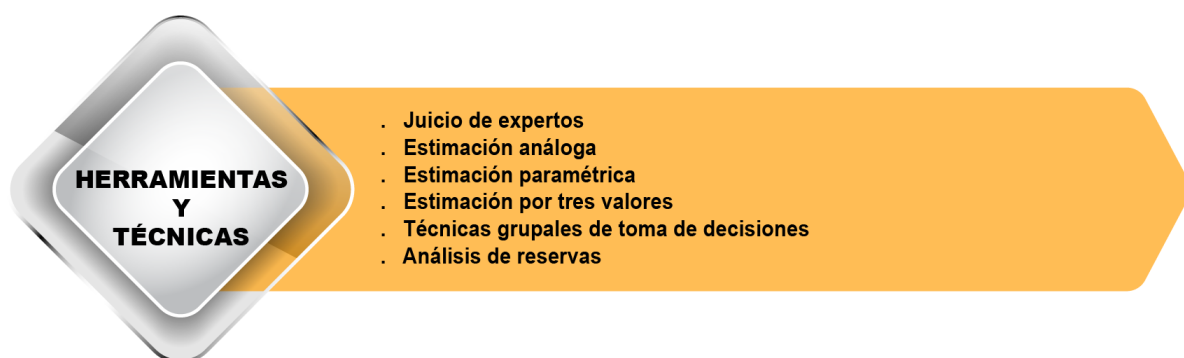 HERRAMIENTAS
Y
TÉCNICAS
. Juicio de expertos
. Estimación análoga
. Estimación paramétrica
. Estimación por tres valores
. Técnicas grupales de toma de decisiones
. Análisis de reservas